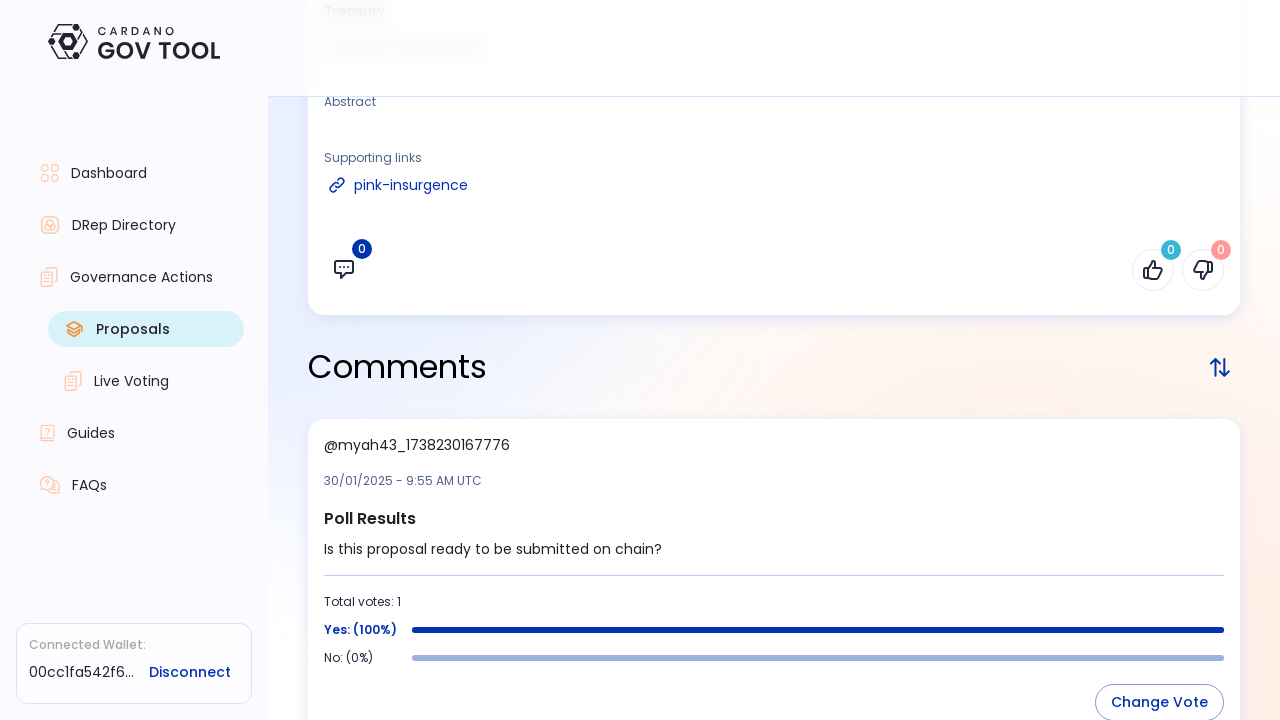 CARDANO
GOV TOOL
Dashboard
DRep Directory
Governance Actions
Proposals
Live Voting
Guides
FAQs
Connected Wallet:
00cc1fa542f6...
Disconnect
Treasury
Abstract
Supporting links
pink-insurgence
0
0
0
Comments
@myah43_1738230167776
30/01/2025 - 9:55 AM UTC
Poll Results
Is this proposal ready to be submitted on chain?
Total votes: 1
Yes: (100%)
No: (0%)
Change Vote